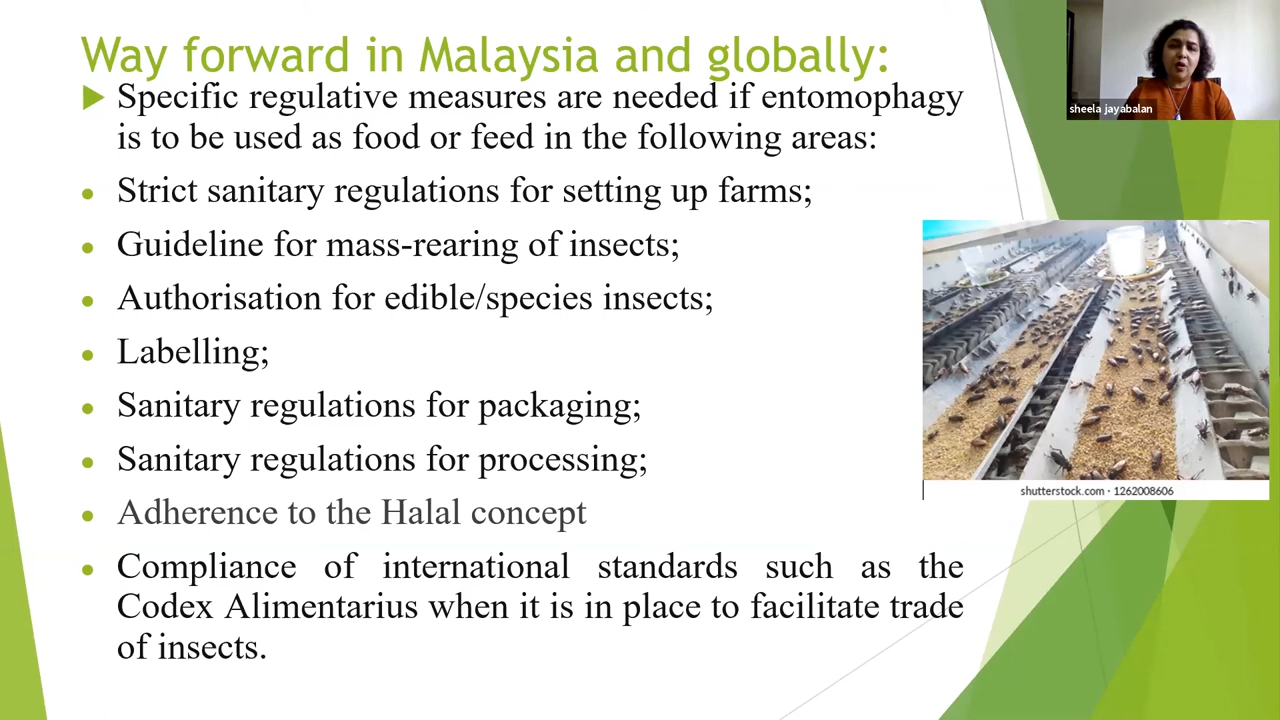 Way forward in Malaysia and globally:
Specific regulative measures are needed if entomophagy
is to be used as food or feed in the following areas:
Strict sanitary regulations for setting up farms;
Guideline for mass-rearing of insects;
Authorisation for edible/species insects;
Labelling;
Sanitary regulations for packaging;
Sanitary regulations for processing;
Adherence to the Halal concept
Compliance of international standards such as the
Codex Alimentarius when it is in place to facilitate trade
of insects.
sheela jayabalan
shutterstock.com · 1262008606